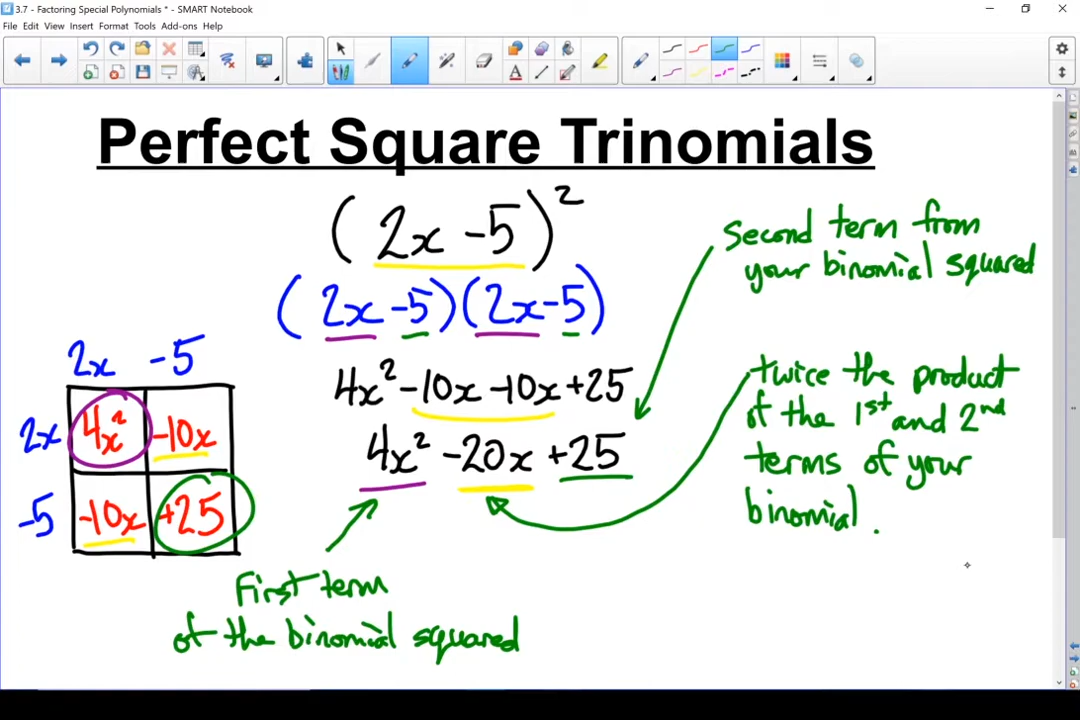 3.7 - Factoring Special Polynomials * - SMART Notebook
File Edit View Insert Format Tools Add-ons Help
Perfect Square Trinomials
(2x -5)²
(2x -5)(2x -5)
4x² -10x -10x +25
4x² -20x +25
Second term from
your binomial squared
twice the product
of the 1st and 2nd
terms of your
binomial.
2x -5
2x 4x² -10x
-5 -10x +25
First term
of the binomial squared